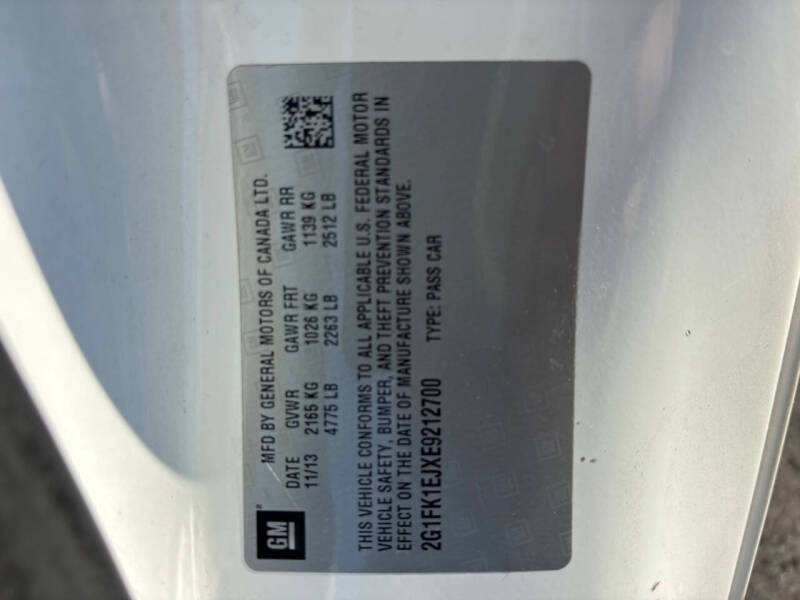 MFD BY GENERAL MOTORS OF CANADA LTD.
DATE GVWR GAWR FRT GAWR RR
11/13 2165 KG 1026 KG 1139 KG
4775 LB 2263 LB 2512 LB
THIS VEHICLE CONFORMS TO ALL APPLICABLE U.S. FEDERAL MOTOR
VEHICLE SAFETY, BUMPER, AND THEFT PREVENTION STANDARDS IN
EFFECT ON THE DATE OF MANUFACTURE SHOWN ABOVE.
2G1FK1EJXE9212700 TYPE: PASS CAR
GM